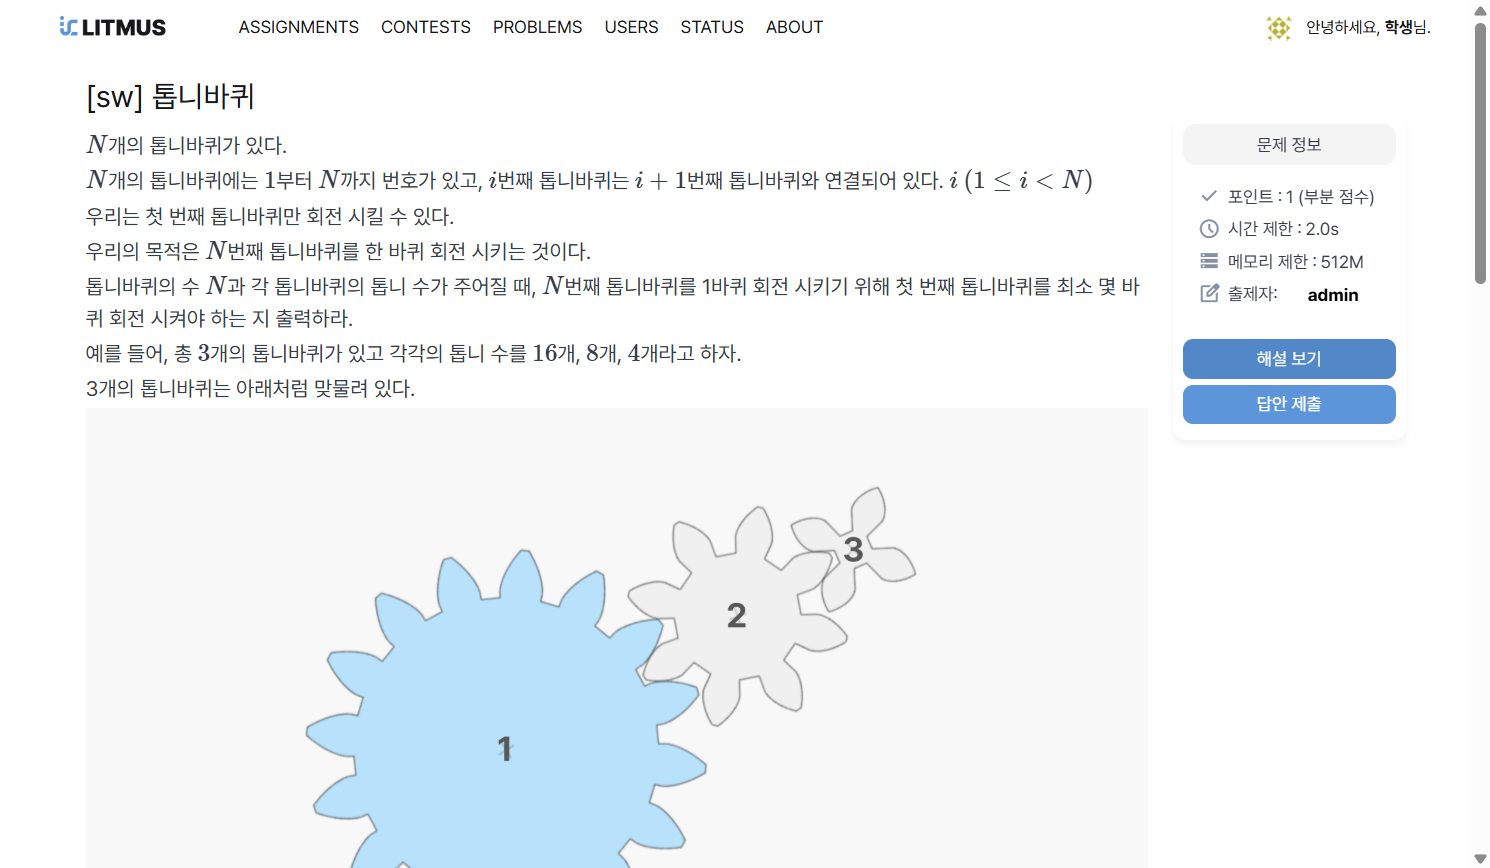 LITMUS ASSIGNMENTS CONTESTS PROBLEMS USERS STATUS ABOUT 안녕하세요, 학생님.
[sw] 톱니바퀴
N개의 톱니바퀴가 있다.
N개의 톱니바퀴에는 1부터 N까지 번호가 있고, i번째 톱니바퀴는 i + 1번째 톱니바퀴와 연결되어 있다. i (1 ≤ i < N)
우리는 첫 번째 톱니바퀴만 회전 시킬 수 있다.
우리의 목적은 N번째 톱니바퀴를 한 바퀴 회전 시키는 것이다.
톱니바퀴의 수 N과 각 톱니바퀴의 톱니 수가 주어질 때, N번째 톱니바퀴를 1바퀴 회전 시키기 위해 첫 번째 톱니바퀴를 최소 몇 바
퀴 회전 시켜야 하는 지 출력하라.
예를 들어, 총 3개의 톱니바퀴가 있고 각각의 톱니 수를 16개, 8개, 4개라고 하자.
3개의 톱니바퀴는 아래처럼 맞물려 있다.
3
2
1
문제 정보
포인트 : 1 (부분 점수)
시간 제한 : 2.0s
메모리 제한 : 512M
출제자: admin
해설 보기
답안 제출